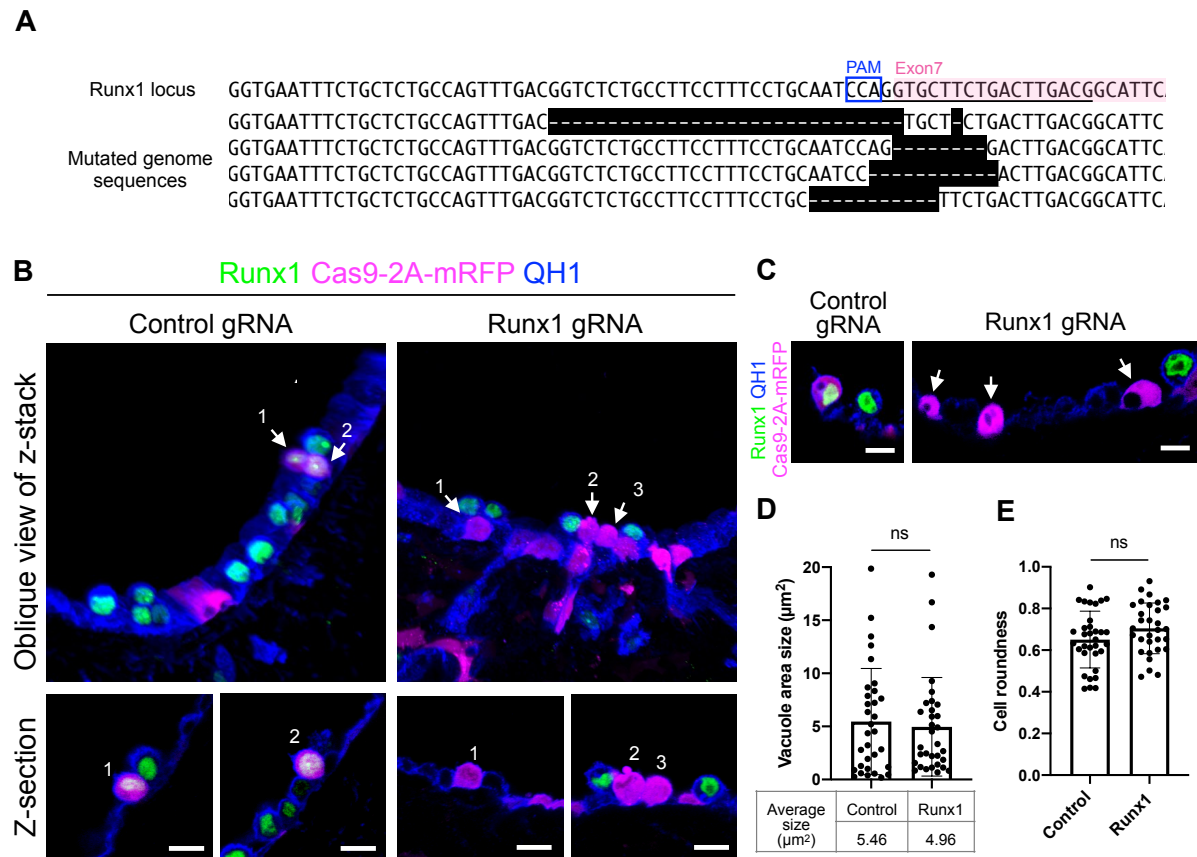 A
PAM Exon7
Runx1 locus GGTGAATTTCTGCTCTGCCAGTTTGACGGTCTCTGCCTTCCTTTCCTGCAATCCAGGTGCTTCTGACTTGACGGCATTCA
GGTGAATTTCTGCTCTGCCAGTTTGAC------------------------------TGCT-CTGACTTGACGGCATTC
GGTGAATTTCTGCTCTGCCAGTTTGACGGTCTCTGCCTTCCTTTCCTGCAATCCAG--------GACTTGACGGCATTCA
Mutated genome
sequences
GGTGAATTTCTGCTCTGCCAGTTTGACGGTCTCTGCCTTCCTTTCCTGCAATCC-----------ACTTGACGGCATTCA
GGTGAATTTCTGCTCTGCCAGTTTGACGGTCTCTGCCTTCCTTTCCTGC-----------TTCTGACTTGACGGCATTCA
B
Runx1 Cas9-2A-mRFP QH1
Control gRNA Runx1 gRNA
Oblique view of z-stack
1 2
1 2 3
Z-section
1
2
1
2 3
C
Control
gRNA
Runx1 gRNA
Runx1 QH1
Cas9-2A-mRFP
D
ns
Vacuole area size (µm²)
20
15
10
5
0
Average
size
(µm²)
Control Runx1
5.46 4.96
E
ns
Cell roundness
1.0
0.8
0.6
0.4
0.2
0.0
Control
Runx1